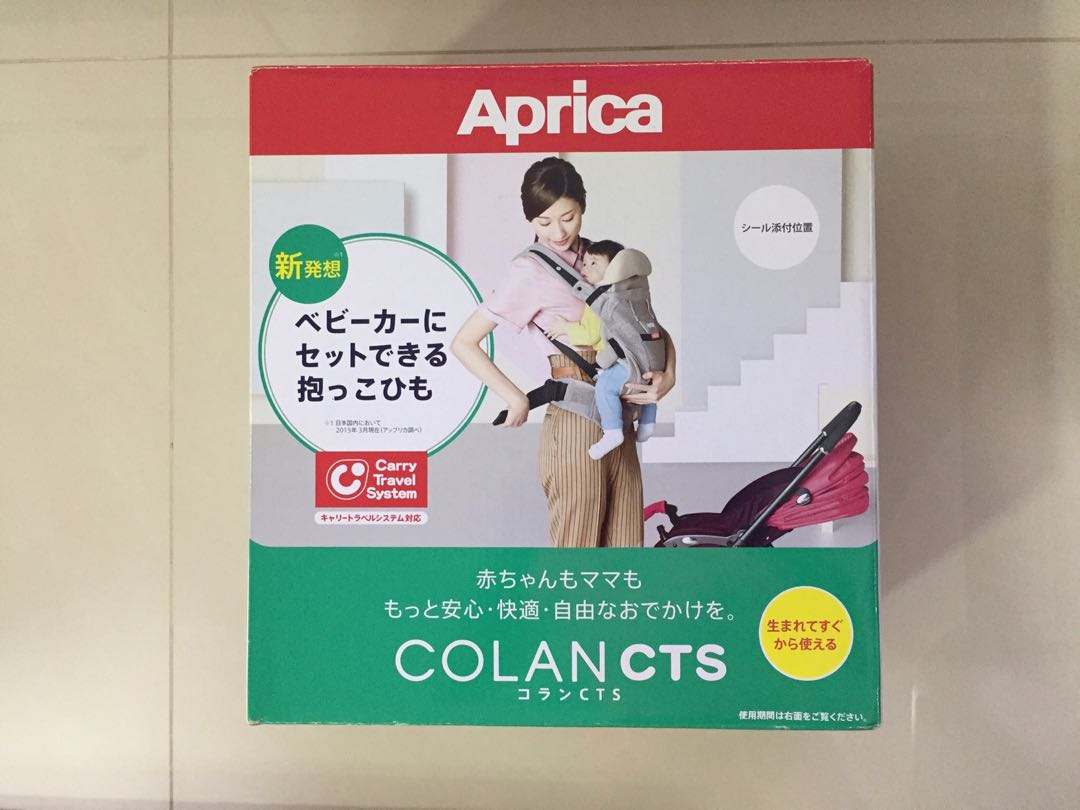 Aprica
シール添付位置
新発想※1
ベビーカーに
セットできる
抱っこひも
※1 日本国内において
2015年3月現在(アップリカ調べ)
Carry
Travel
System
キャリートラベルシステム対応
赤ちゃんもママも
もっと安心・快適・自由なおでかけを。
生まれてすぐ
から使える
COLAN CTS
コランCTS
使用期間は右面をご覧ください。